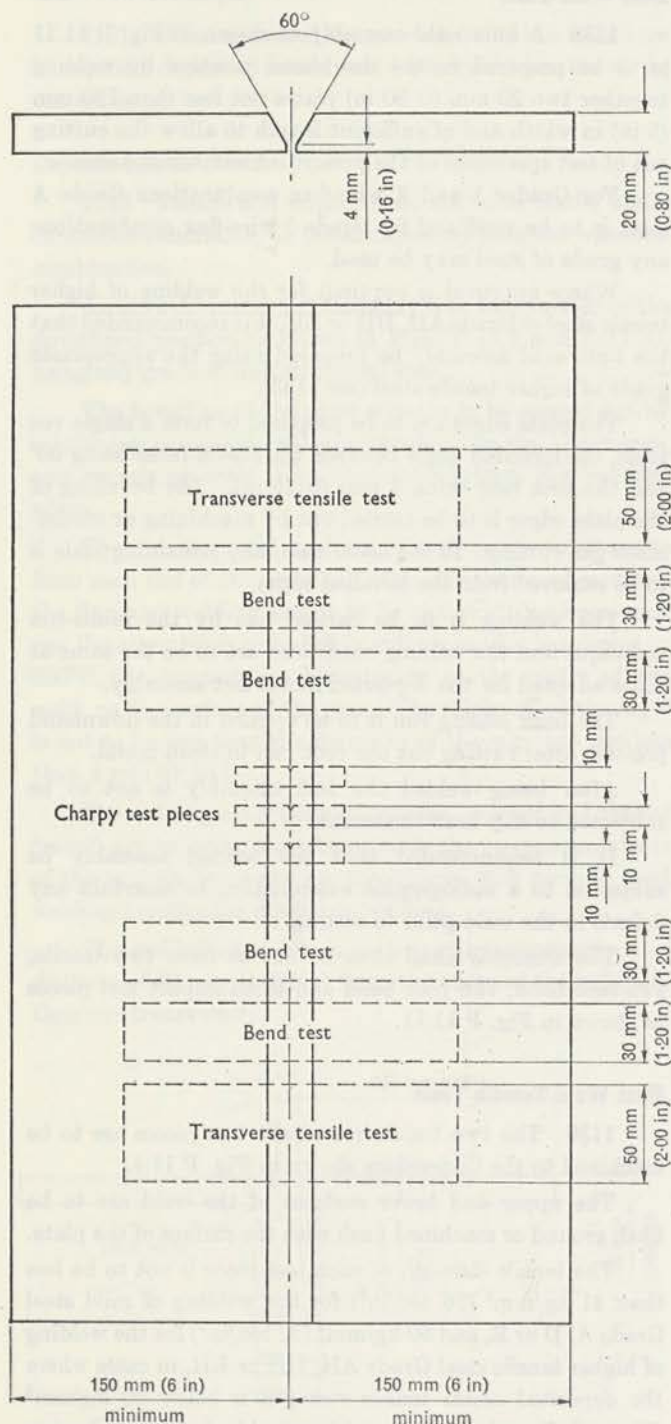 60°
4 mm
(0·16 in)
20 mm
(0·80 in)
Transverse tensile test
50 mm
(2·00 in)
Bend test
30 mm
(1·20 in)
Bend test
30 mm
(1·20 in)
10 mm
Charpy test pieces
10 mm
10 mm
Bend test
30 mm
(1·20 in)
Bend test
30 mm
(1·20 in)
Transverse tensile test
50 mm
(2·00 in)
150 mm (6 in)
minimum
150 mm (6 in)
minimum